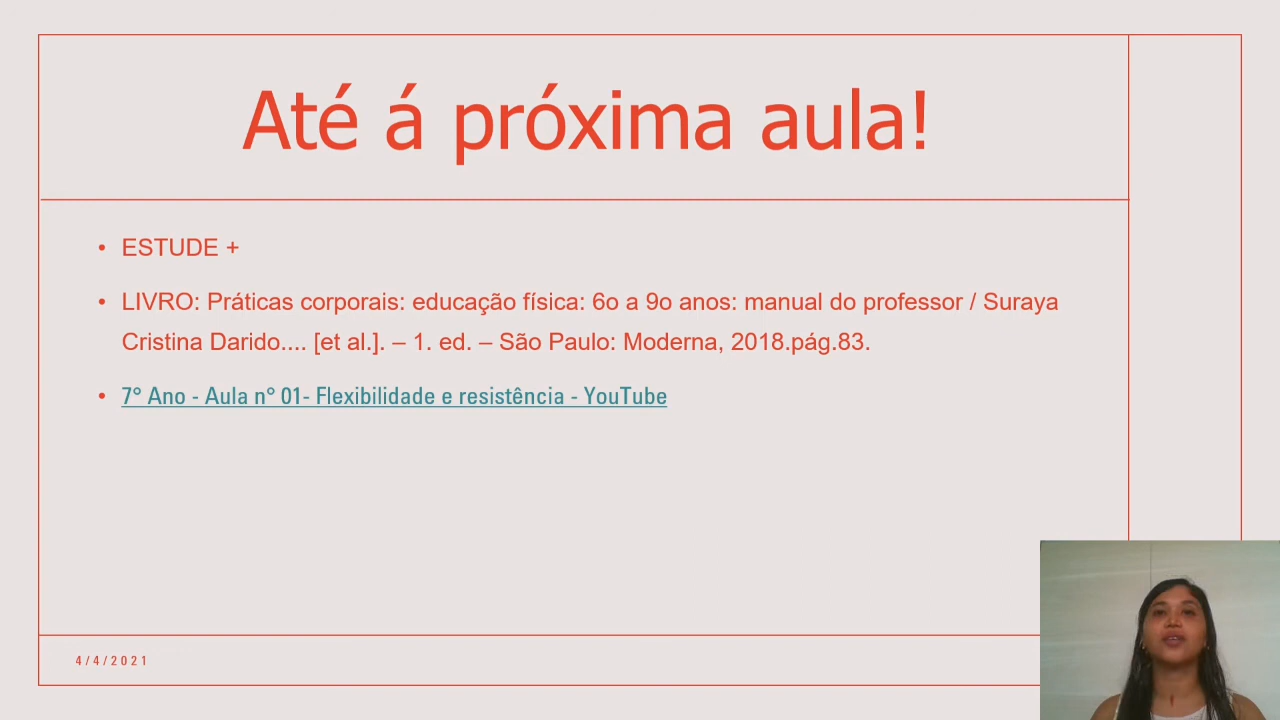 Até á próxima aula!
• ESTUDE +
• LIVRO: Práticas corporais: educação física: 6o a 9o anos: manual do professor / Suraya
Cristina Darido.... [et al.]. – 1. ed. – São Paulo: Moderna, 2018.pág.83.
• 7° Ano - Aula n° 01- Flexibilidade e resistência - YouTube
4/4/2021